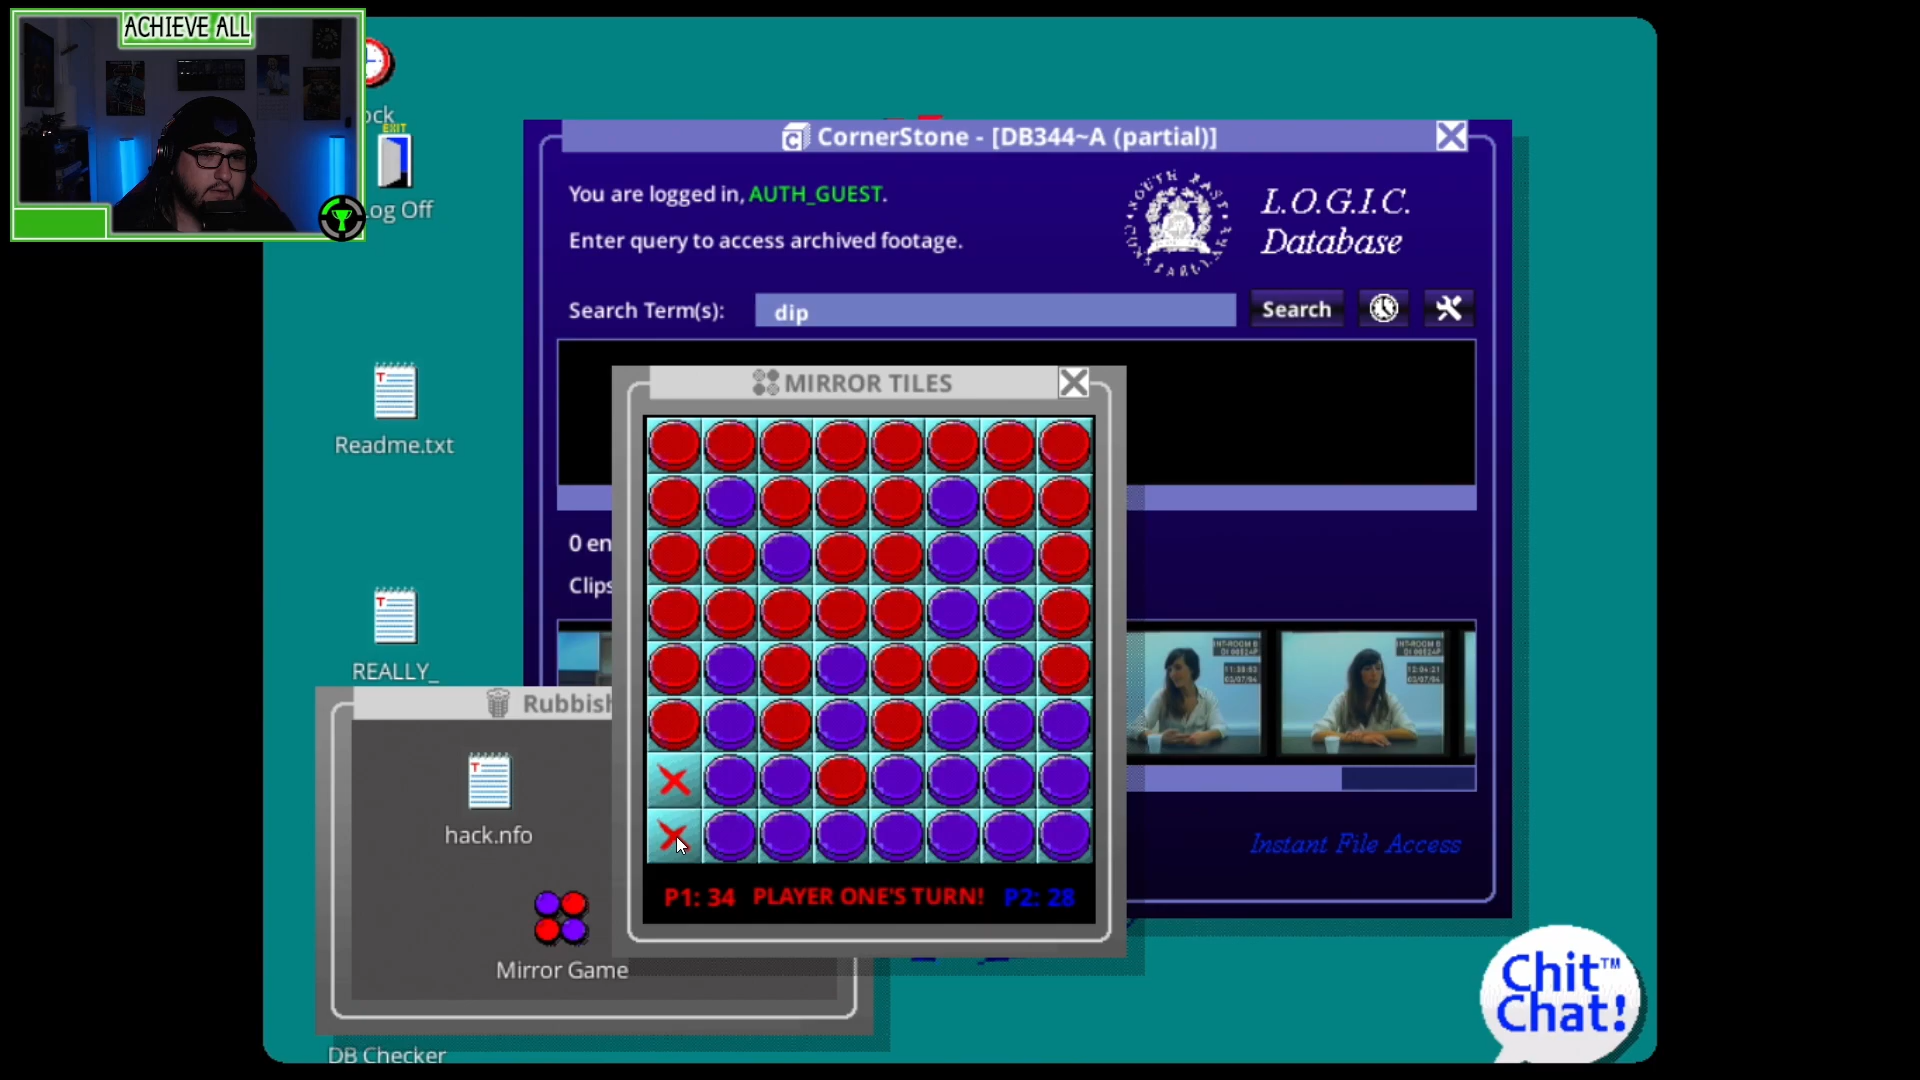 ACHIEVE ALL
ock
EXIT
Log Off
CornerStone - [DB344~A (partial)]
You are logged in, AUTH_GUEST.
Enter query to access archived footage.
L.O.G.I.C.
Database
Search Term(s):
dip
Search
MIRROR TILES
Readme.txt
0 en
Clips
REALLY_
Rubbish
hack.nfo
Mirror Game
P1: 34 PLAYER ONE'S TURN! P2: 28
Instant File Access
Chit™
Chat!
DB Checker